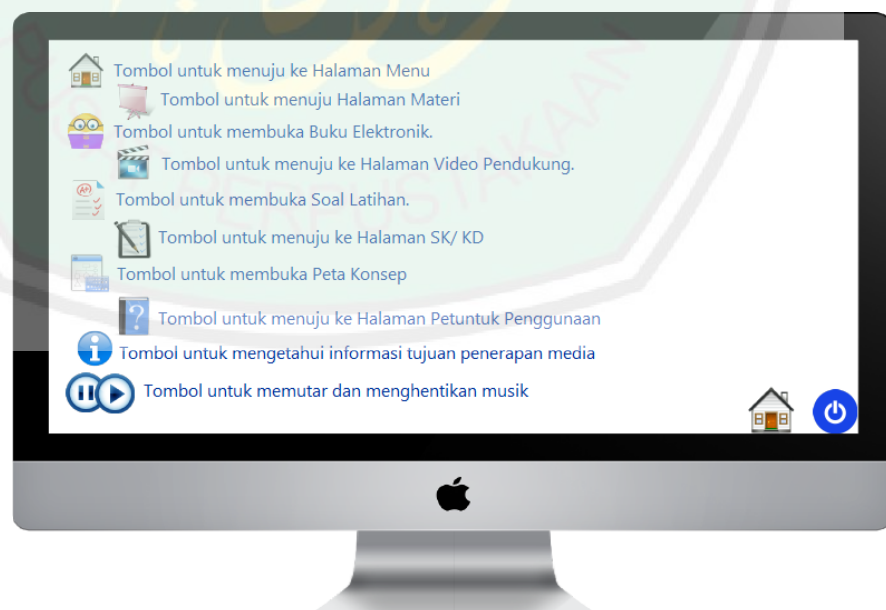 Tombol untuk menuju ke Halaman Menu
Tombol untuk menuju Halaman Materi
Tombol untuk membuka Buku Elektronik.
Tombol untuk menuju ke Halaman Video Pendukung.
Tombol untuk membuka Soal Latihan.
Tombol untuk menuju ke Halaman SK/ KD
Tombol untuk membuka Peta Konsep
Tombol untuk menuju ke Halaman Petuntuk Penggunaan
Tombol untuk mengetahui informasi tujuan penerapan media
Tombol untuk memutar dan menghentikan musik
PERPUSTAKAAN